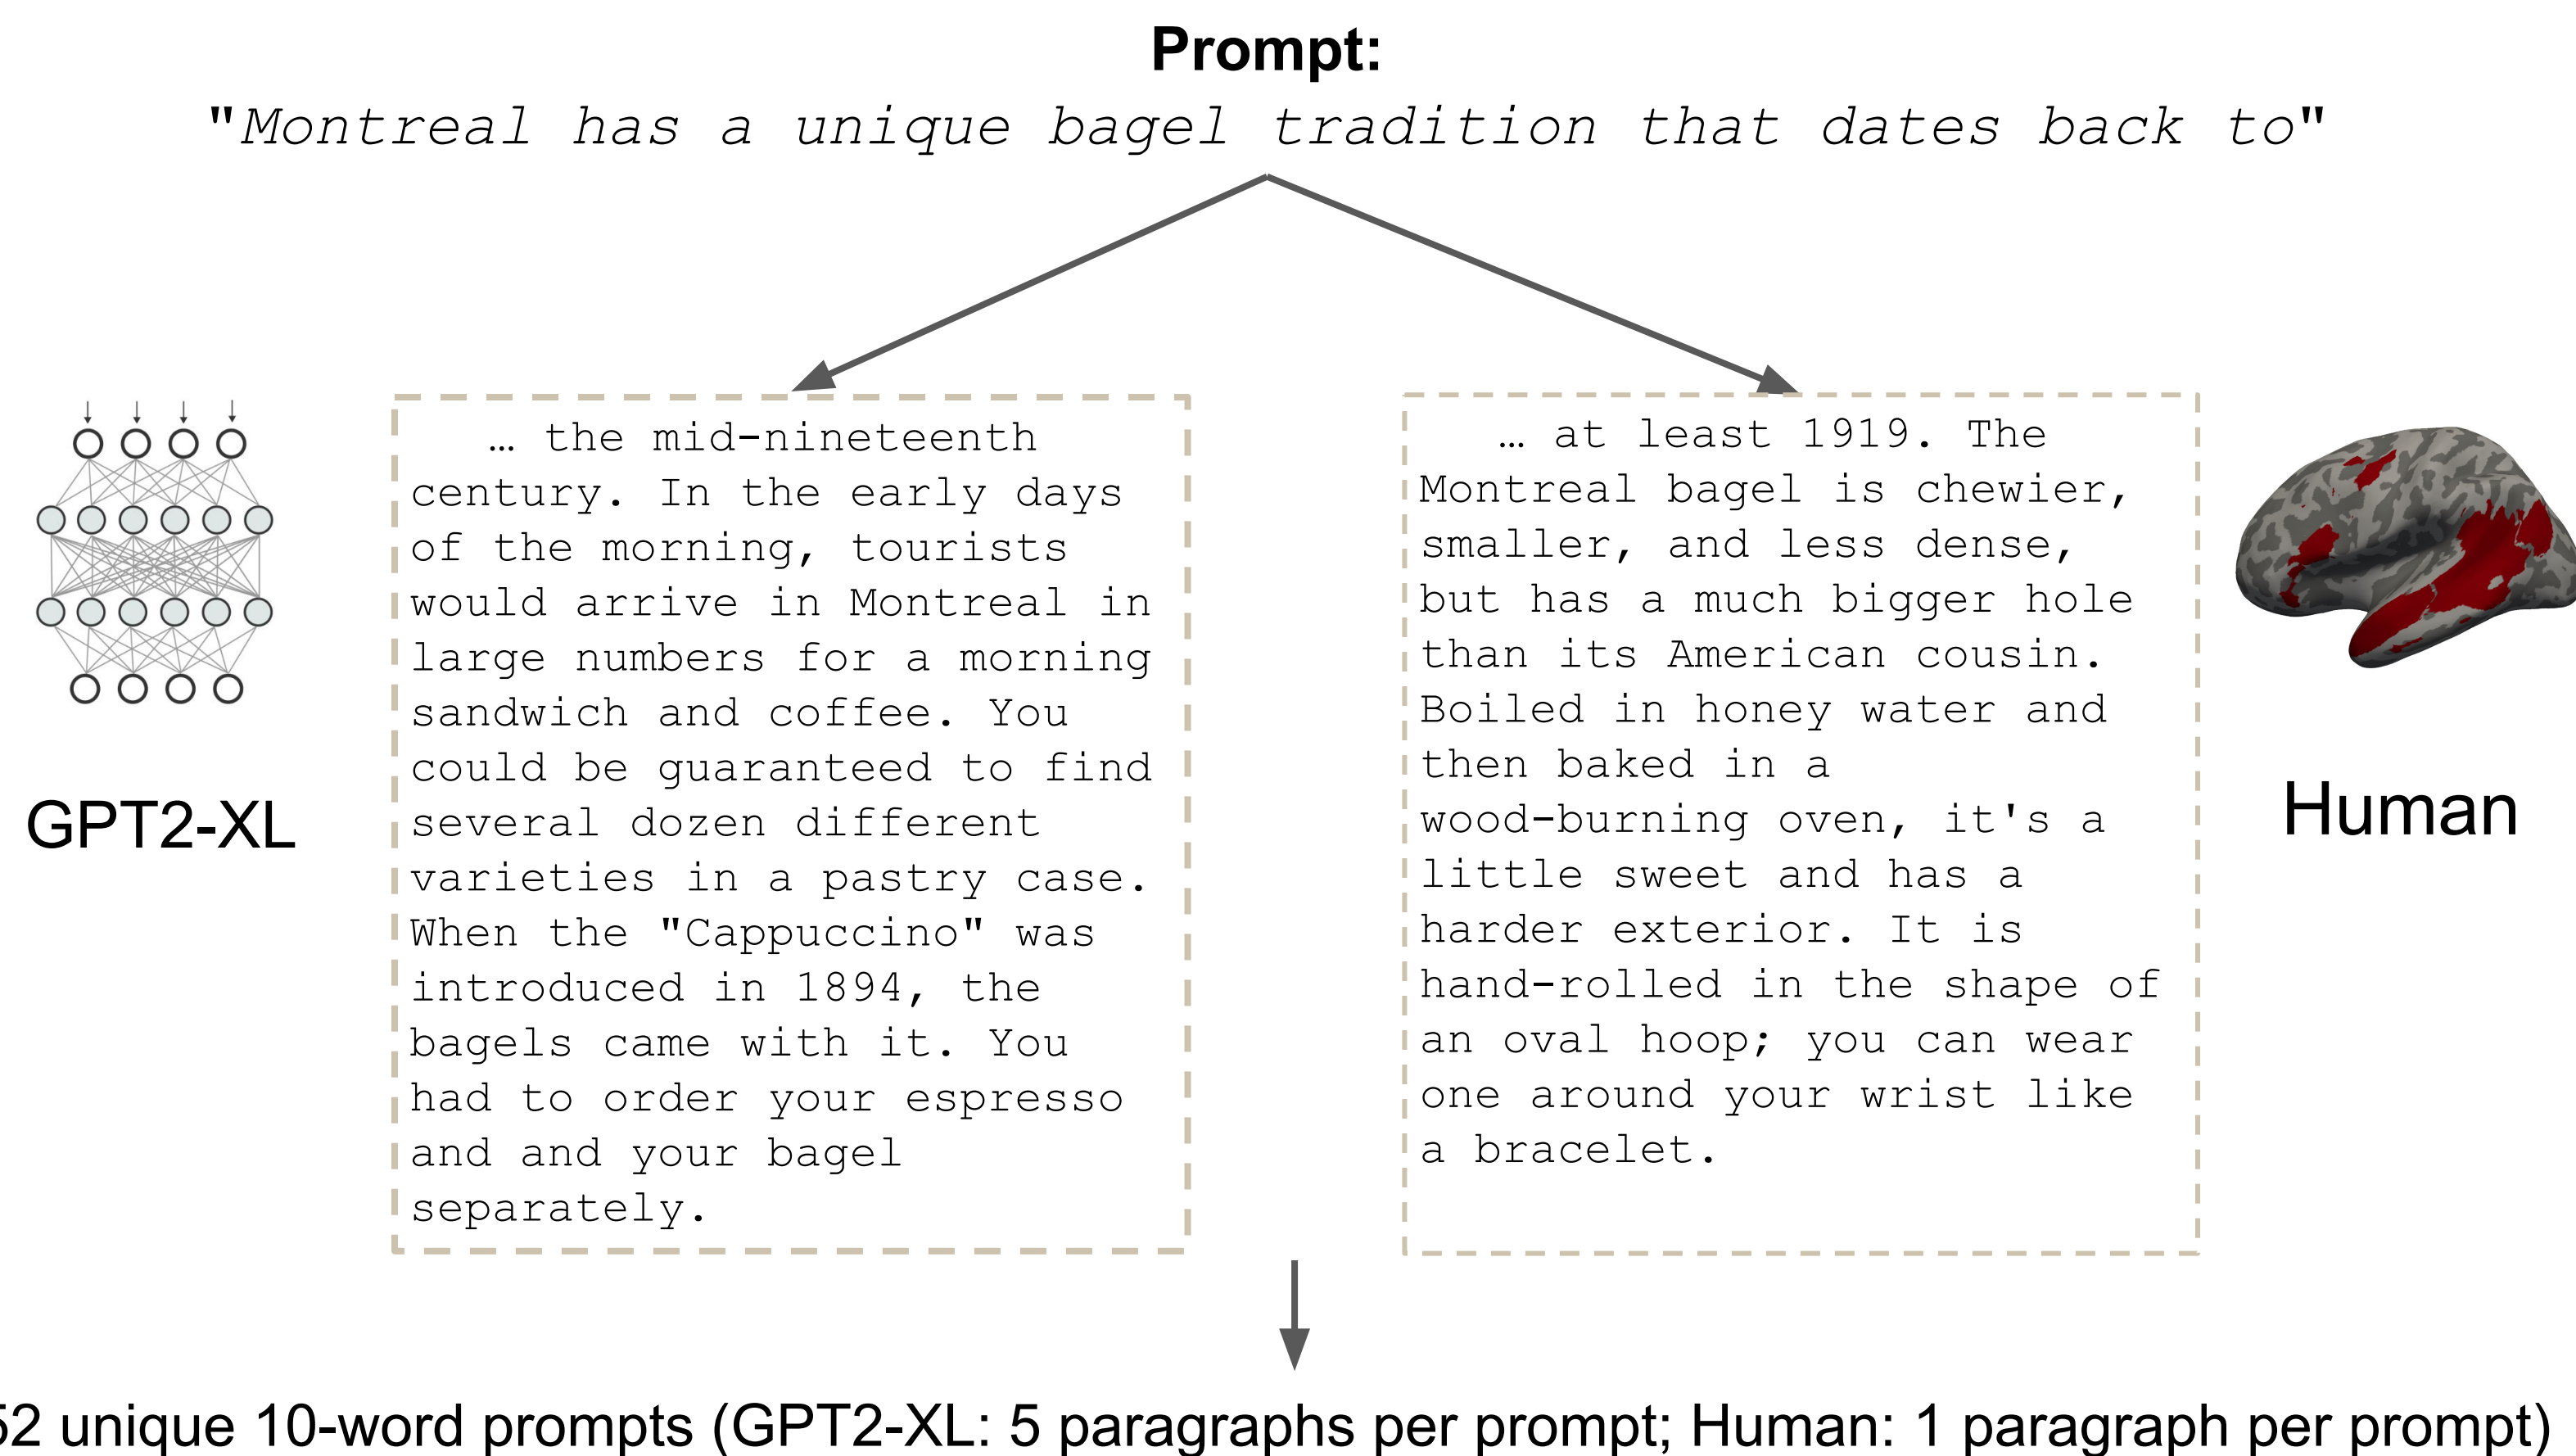 Prompt:
"Montreal has a unique bagel tradition that dates back to"
… the mid-nineteenth
century. In the early days
of the morning, tourists
would arrive in Montreal in
large numbers for a morning
sandwich and coffee. You
could be guaranteed to find
several dozen different
varieties in a pastry case.
When the "Cappuccino" was
introduced in 1894, the
bagels came with it. You
had to order your espresso
and and your bagel
separately.
GPT2-XL
… at least 1919. The
Montreal bagel is chewier,
smaller, and less dense,
but has a much bigger hole
than its American cousin.
Boiled in honey water and
then baked in a
wood-burning oven, it's a
little sweet and has a
harder exterior. It is
hand-rolled in the shape of
an oval hoop; you can wear
one around your wrist like
a bracelet.
Human
52 unique 10-word prompts (GPT2-XL: 5 paragraphs per prompt; Human: 1 paragraph per prompt)